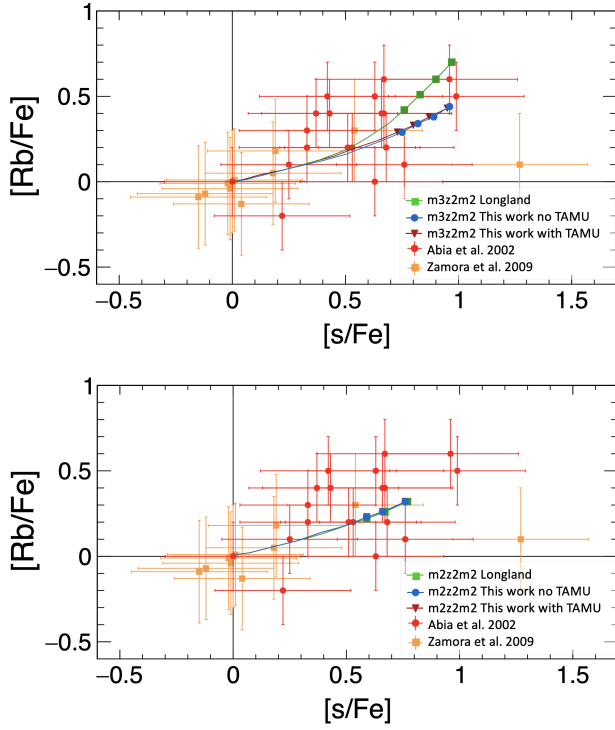 1
0.5
0
−0.5
[Rb/Fe]
m3z2m2 Longland
m3z2m2 This work no TAMU
m3z2m2 This work with TAMU
Abia et al. 2002
Zamora et al. 2009
−0.5 0 0.5 1 1.5
[s/Fe]
1
0.5
0
−0.5
[Rb/Fe]
m2z2m2 Longland
m2z2m2 This work no TAMU
m2z2m2 This work with TAMU
Abia et al. 2002
Zamora et al. 2009
−0.5 0 0.5 1 1.5
[s/Fe]